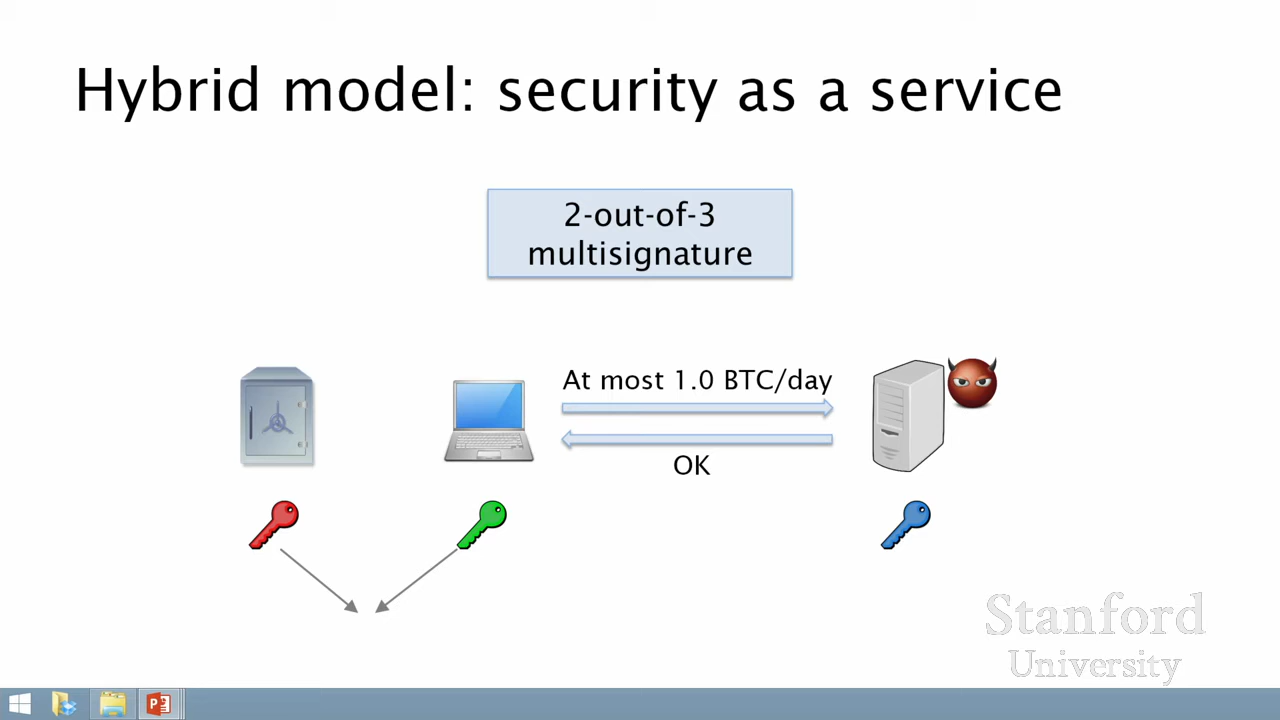 Hybrid model: security as a service
2-out-of-3
multisignature
At most 1.0 BTC/day
OK
Stanford
University
P